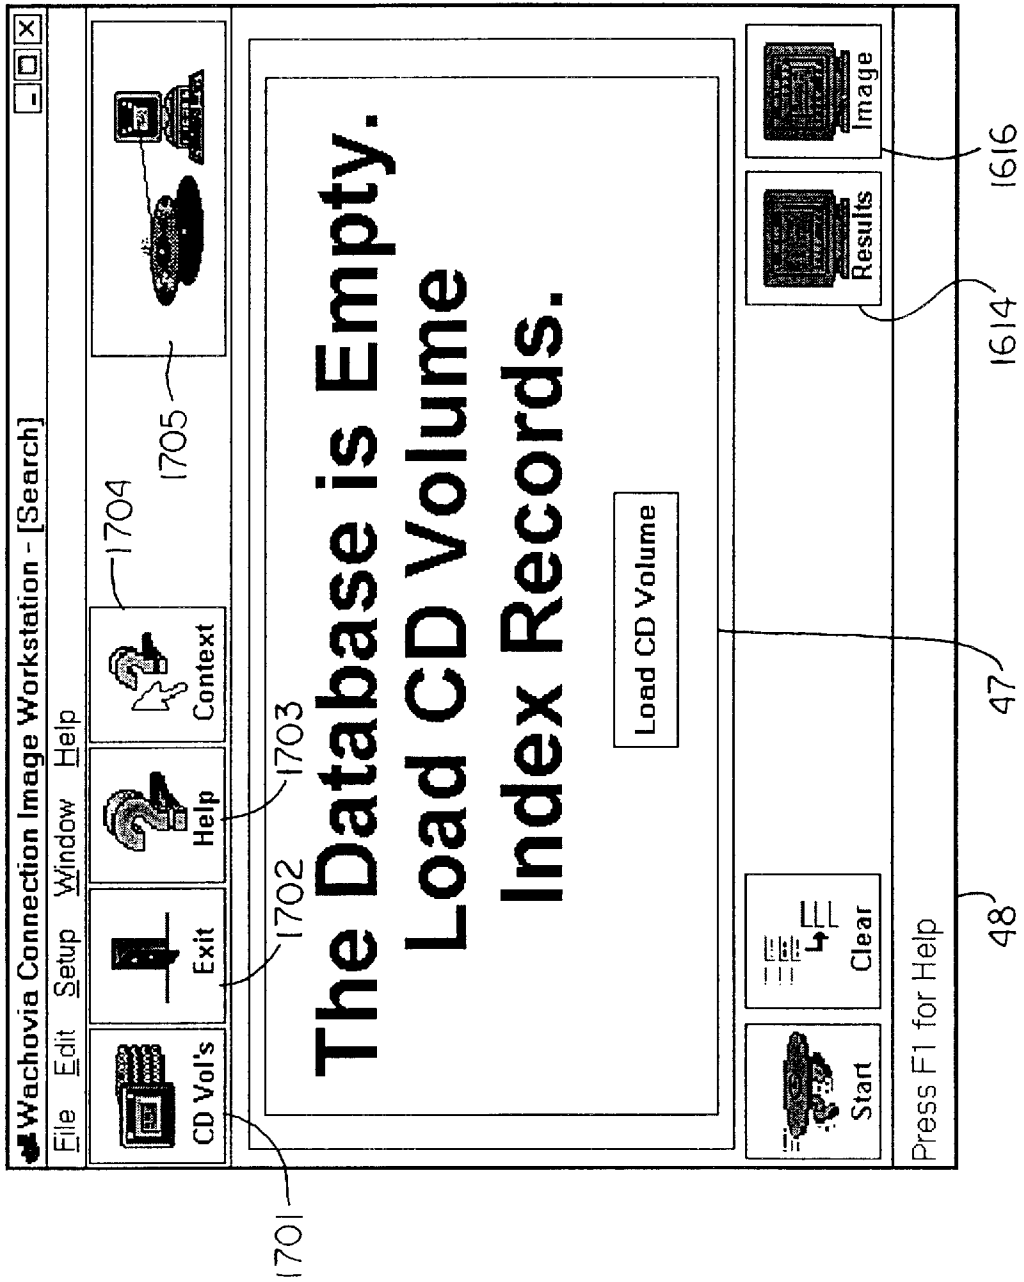 Wachovia Connection Image Workstation - [Search]
File Edit Setup Window Help
CD Vol's
Exit
Help
Context
1704
1705
1701
1702
1703
The Database is Empty.
Load CD Volume
Index Records.
Load CD Volume
Start
Clear
Results
Image
Press F1 for Help
48
47
1614
1616